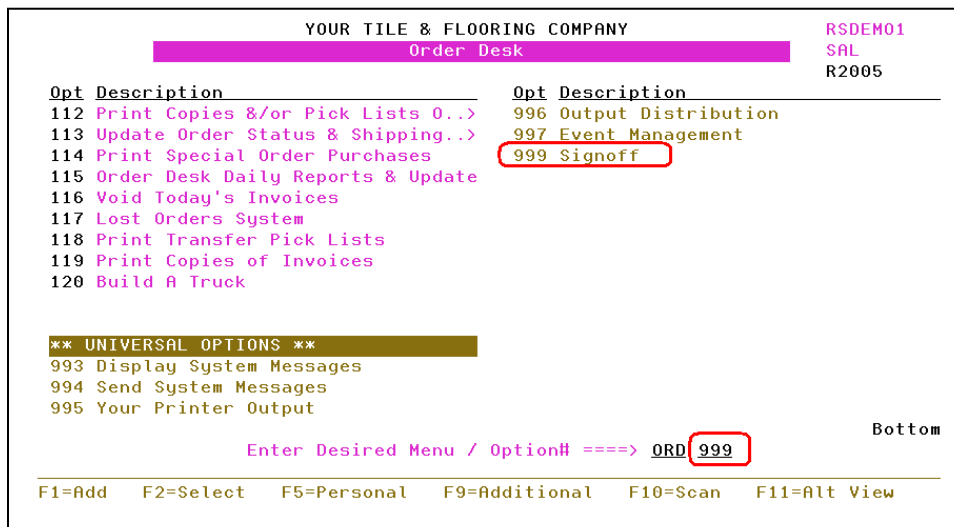 YOUR TILE & FLOORING COMPANY RSDEMO1
Order Desk SAL
R2005
Opt Description Opt Description
112 Print Copies &/or Pick Lists O..> 996 Output Distribution
113 Update Order Status & Shipping..> 997 Event Management
114 Print Special Order Purchases 999 Signoff
115 Order Desk Daily Reports & Update
116 Void Today's Invoices
117 Lost Orders System
118 Print Transfer Pick Lists
119 Print Copies of Invoices
120 Build A Truck
** UNIVERSAL OPTIONS **
993 Display System Messages
994 Send System Messages
995 Your Printer Output
Bottom
Enter Desired Menu / Option# ====> ORD 999
F1=Add F2=Select F5=Personal F9=Additional F10=Scan F11=Alt View